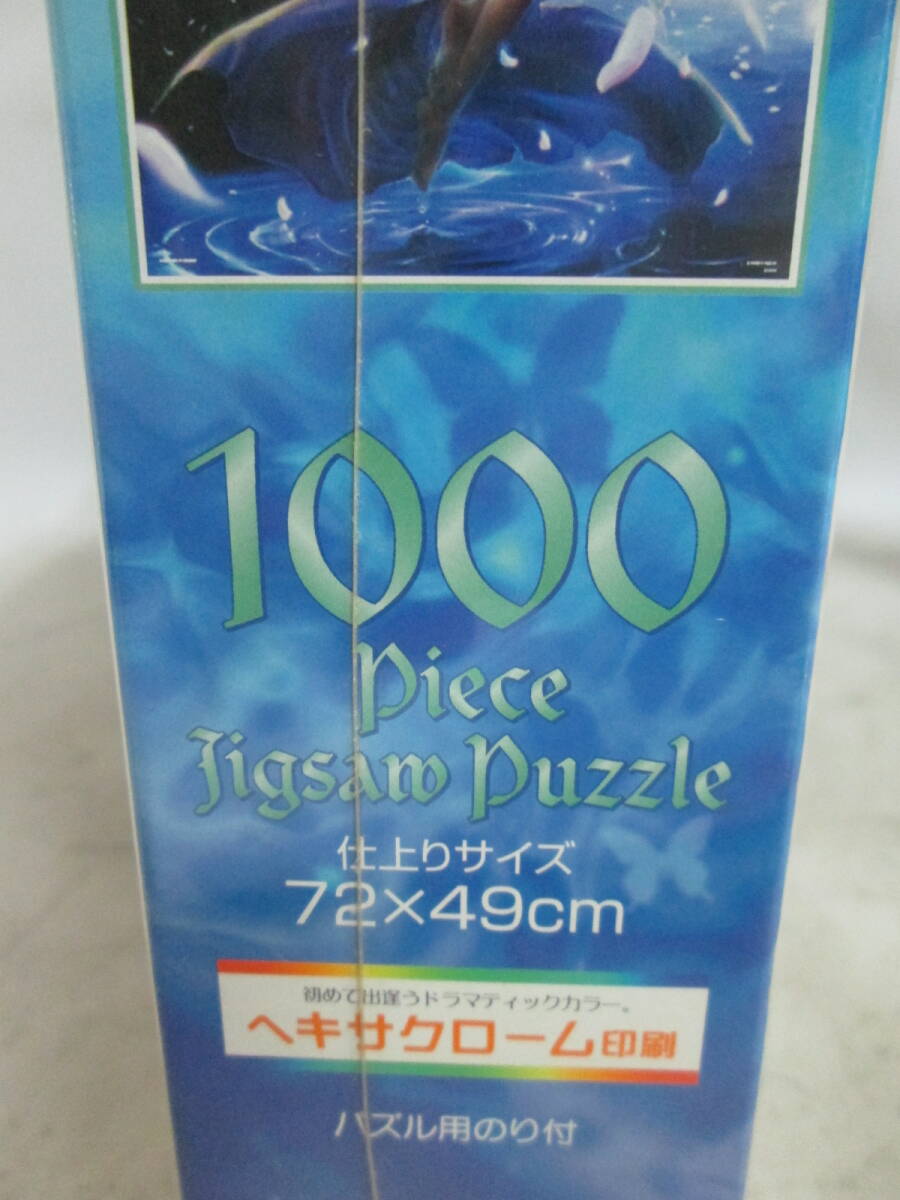 1000
Piece
Jigsaw Puzzle
仕上りサイズ
72×49cm
初めて出逢うドラマティックカラー。
ヘキサクローム印刷
パズル用のり付